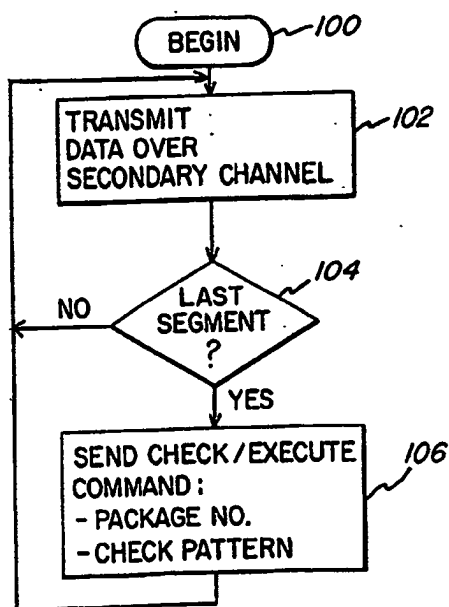 BEGIN
100
TRANSMIT
DATA OVER
SECONDARY CHANNEL
102
104
LAST
SEGMENT
?
NO
YES
SEND CHECK/EXECUTE
COMMAND:
- PACKAGE NO.
- CHECK PATTERN
106